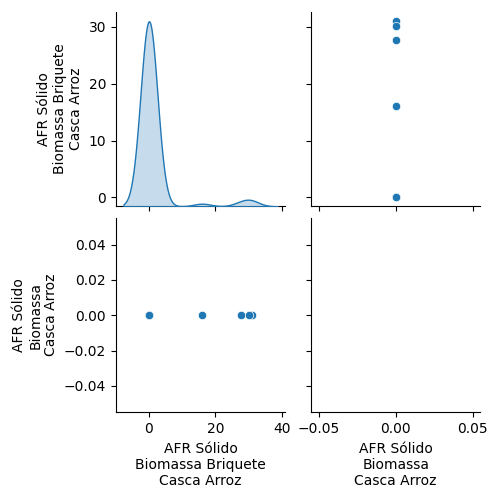 30
20
10
0
AFR Sólido
Biomassa Briquete
Casca Arroz
0.04
0.02
0.00
−0.02
−0.04
AFR Sólido
Biomassa
Casca Arroz
0
20
40
−0.05
0.00
0.05
AFR Sólido
Biomassa Briquete
Casca Arroz
AFR Sólido
Biomassa
Casca Arroz